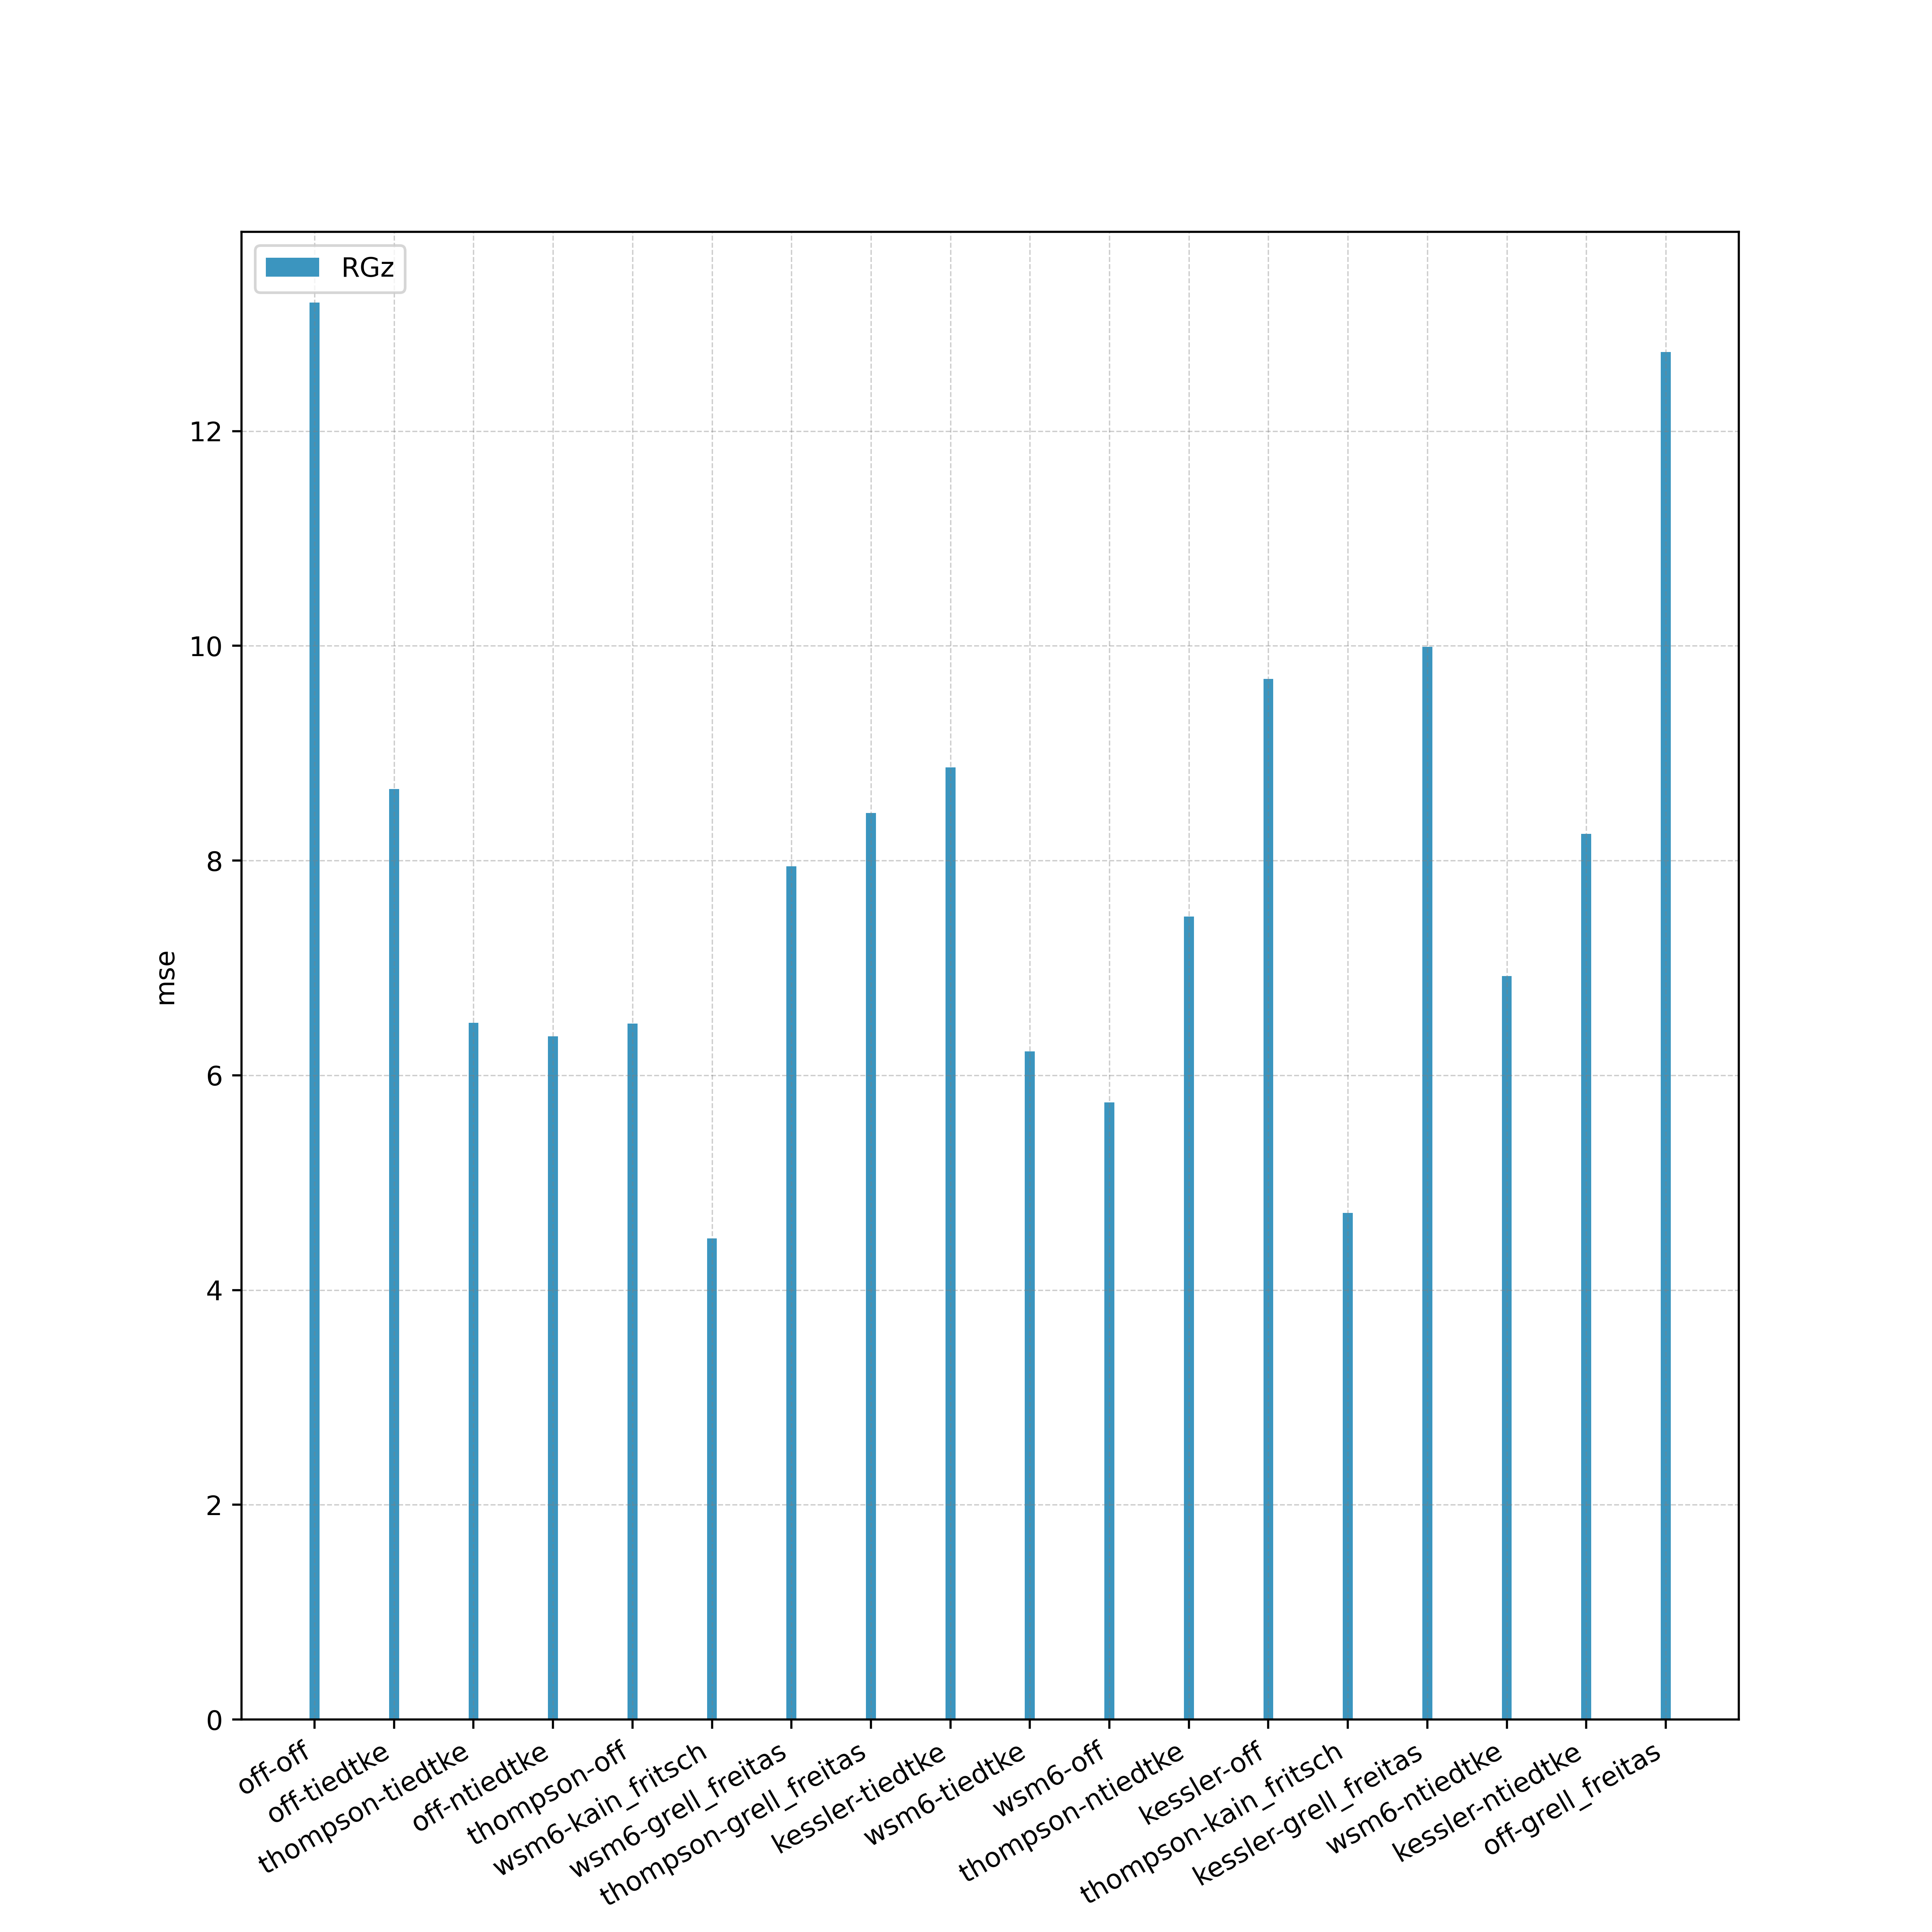 RGz
12
10
8
6
4
2
0
mse
off-off
off-tiedtke
thompson-tiedtke
off-ntiedtke
thompson-off
wsm6-kain_fritsch
wsm6-grell_freitas
thompson-grell_freitas
kessler-tiedtke
wsm6-tiedtke
wsm6-off
thompson-ntiedtke
kessler-off
thompson-kain_fritsch
kessler-grell_freitas
wsm6-ntiedtke
kessler-ntiedtke
off-grell_freitas